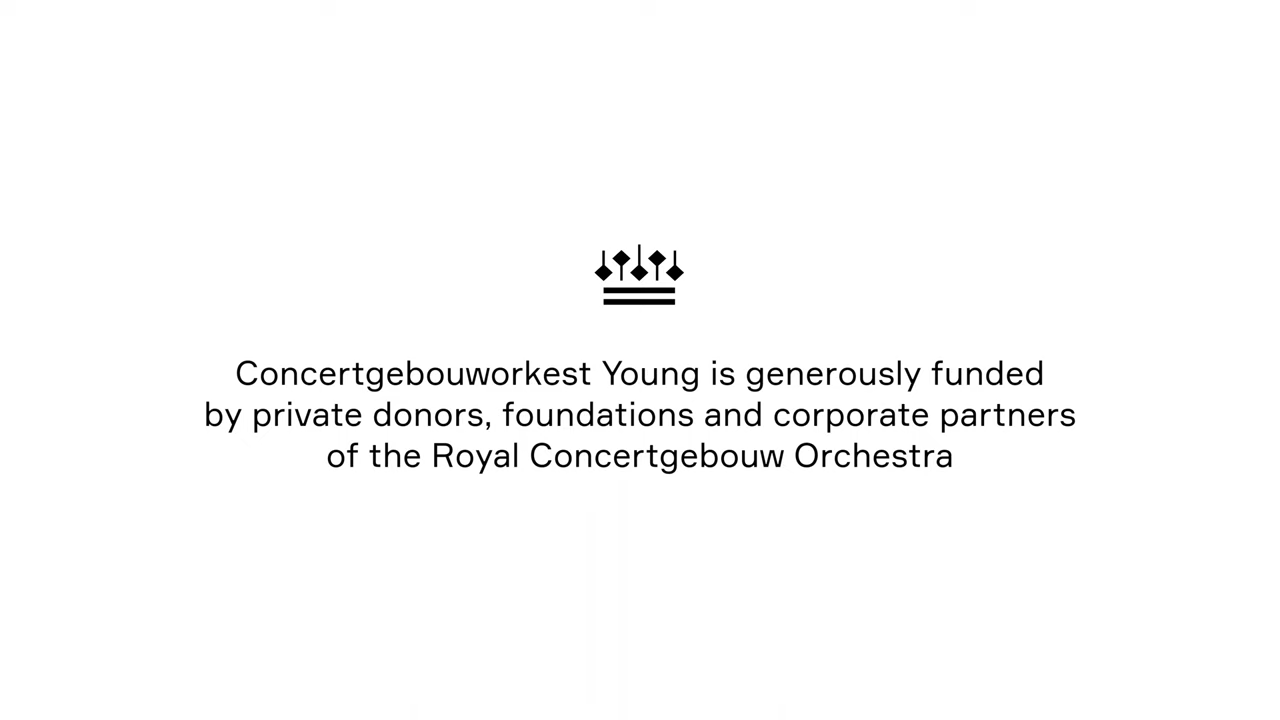 Concertgebouworkest Young is generously funded
by private donors, foundations and corporate partners
of the Royal Concertgebouw Orchestra